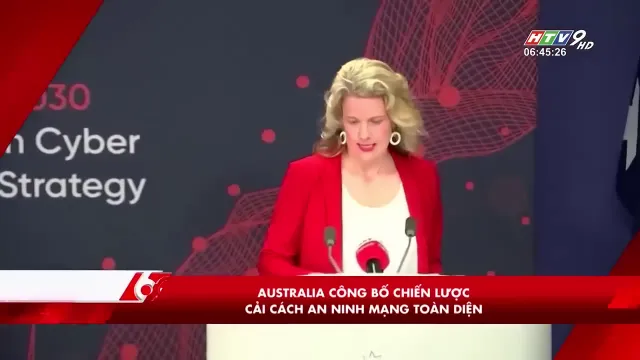 HTV9 HD
06:45:26
030
n Cyber
Strategy
AUSTRALIA CÔNG BỐ CHIẾN LƯỢC
CẢI CÁCH AN NINH MẠNG TOÀN DIỆN